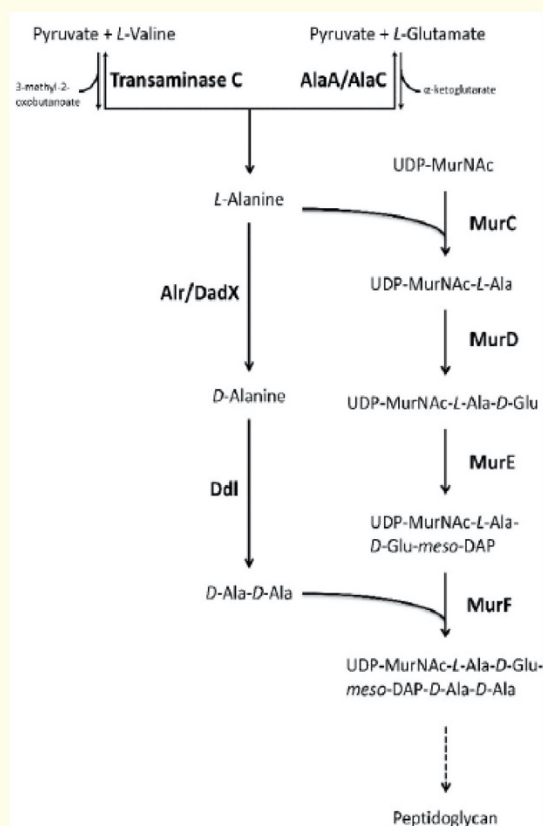 Pyruvate + L-Valine
Pyruvate + L-Glutamate
3-methyl-2-
oxobutanoate
Transaminase C
AlaA/AlaC
α-ketoglutarate
UDP-MurNAc
L-Alanine
MurC
UDP-MurNAc-L-Ala
Alr/DadX
MurD
D-Alanine
UDP-MurNAc-L-Ala-D-Glu
MurE
Ddl
UDP-MurNAc-L-Ala-
D-Glu-meso-DAP
D-Ala-D-Ala
MurF
UDP-MurNAc-L-Ala-D-Glu-
meso-DAP-D-Ala-D-Ala
Peptidoglycan